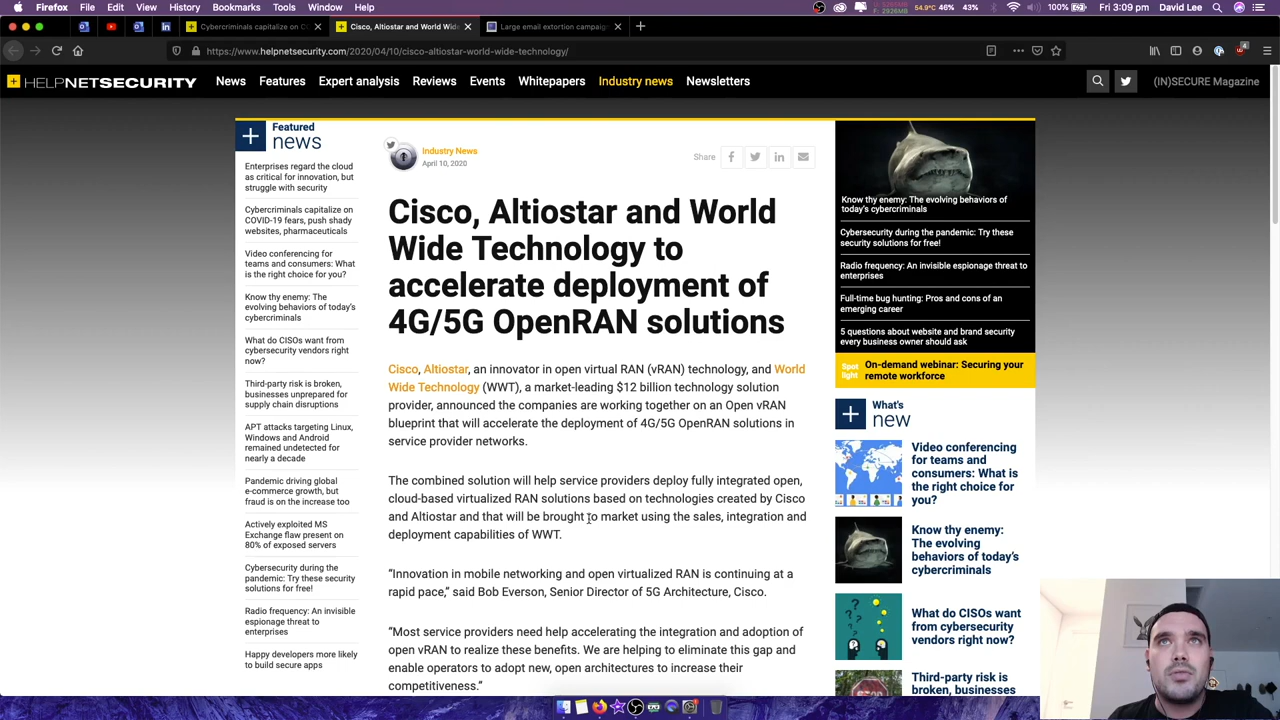 Fri 3:09 PM
Cybercriminals capitalize on C
Cisco, Altiostar and World Wide
Large email extortion campaign
https://www.helpnetsecurity.com/2020/04/10/cisco-altiostar-world-wide-technology/
HELPNETSECURITY
News
Features
Expert analysis
Reviews
Events
Whitepapers
Industry news
Newsletters
(IN)SECURE Magazine
Featured
news
Enterprises regard the cloud
as critical for innovation, but
struggle with security
Cybercriminals capitalize on
COVID-19 fears, push shady
websites, pharmaceuticals
Video conferencing for
teams and consumers: What
is the right choice for you?
Know thy enemy: The
evolving behaviors of today's
cybercriminals
What do CISOs want from
cybersecurity vendors right
now?
Third-party risk is broken,
businesses unprepared for
supply chain disruptions
APT attacks targeting Linux,
Windows and Android
remained undetected for
nearly a decade
Pandemic driving global
e-commerce growth, but
fraud is on the increase too
Actively exploited MS
Exchange flaw present on
80% of exposed servers
Cybersecurity during the
pandemic: Try these security
solutions for free!
Radio frequency: An invisible
espionage threat to
enterprises
Happy developers more likely
to build secure apps
Industry News
April 10, 2020
Share
Cisco, Altiostar and World
Wide Technology to
accelerate deployment of
4G/5G OpenRAN solutions
Cisco, Altiostar, an innovator in open virtual RAN (vRAN) technology, and World
Wide Technology (WWT), a market-leading $12 billion technology solution
provider, announced the companies are working together on an Open vRAN
blueprint that will accelerate the deployment of 4G/5G OpenRAN solutions in
service provider networks.
The combined solution will help service providers deploy fully integrated open,
cloud-based virtualized RAN solutions based on technologies created by Cisco
and Altiostar and that will be brought to market using the sales, integration and
deployment capabilities of WWT.
"Innovation in mobile networking and open virtualized RAN is continuing at a
rapid pace," said Bob Everson, Senior Director of 5G Architecture, Cisco.
"Most service providers need help accelerating the integration and adoption of
open vRAN to realize these benefits. We are helping to eliminate this gap and
enable operators to adopt new, open architectures to increase their
competitiveness."
Know thy enemy: The evolving behaviors of
today's cybercriminals
Cybersecurity during the pandemic: Try these
security solutions for free!
Radio frequency: An invisible espionage threat to
enterprises
Full-time bug hunting: Pros and cons of an
emerging career
5 questions about website and brand security
every business owner should ask
Spot
light
On-demand webinar: Securing your
remote workforce
What's
new
Video conferencing
for teams and
consumers: What is
the right choice for
you?
Know thy enemy:
The evolving
behaviors of today's
cybercriminals
What do CISOs want
from cybersecurity
vendors right now?
Third-party risk is
broken, businesses